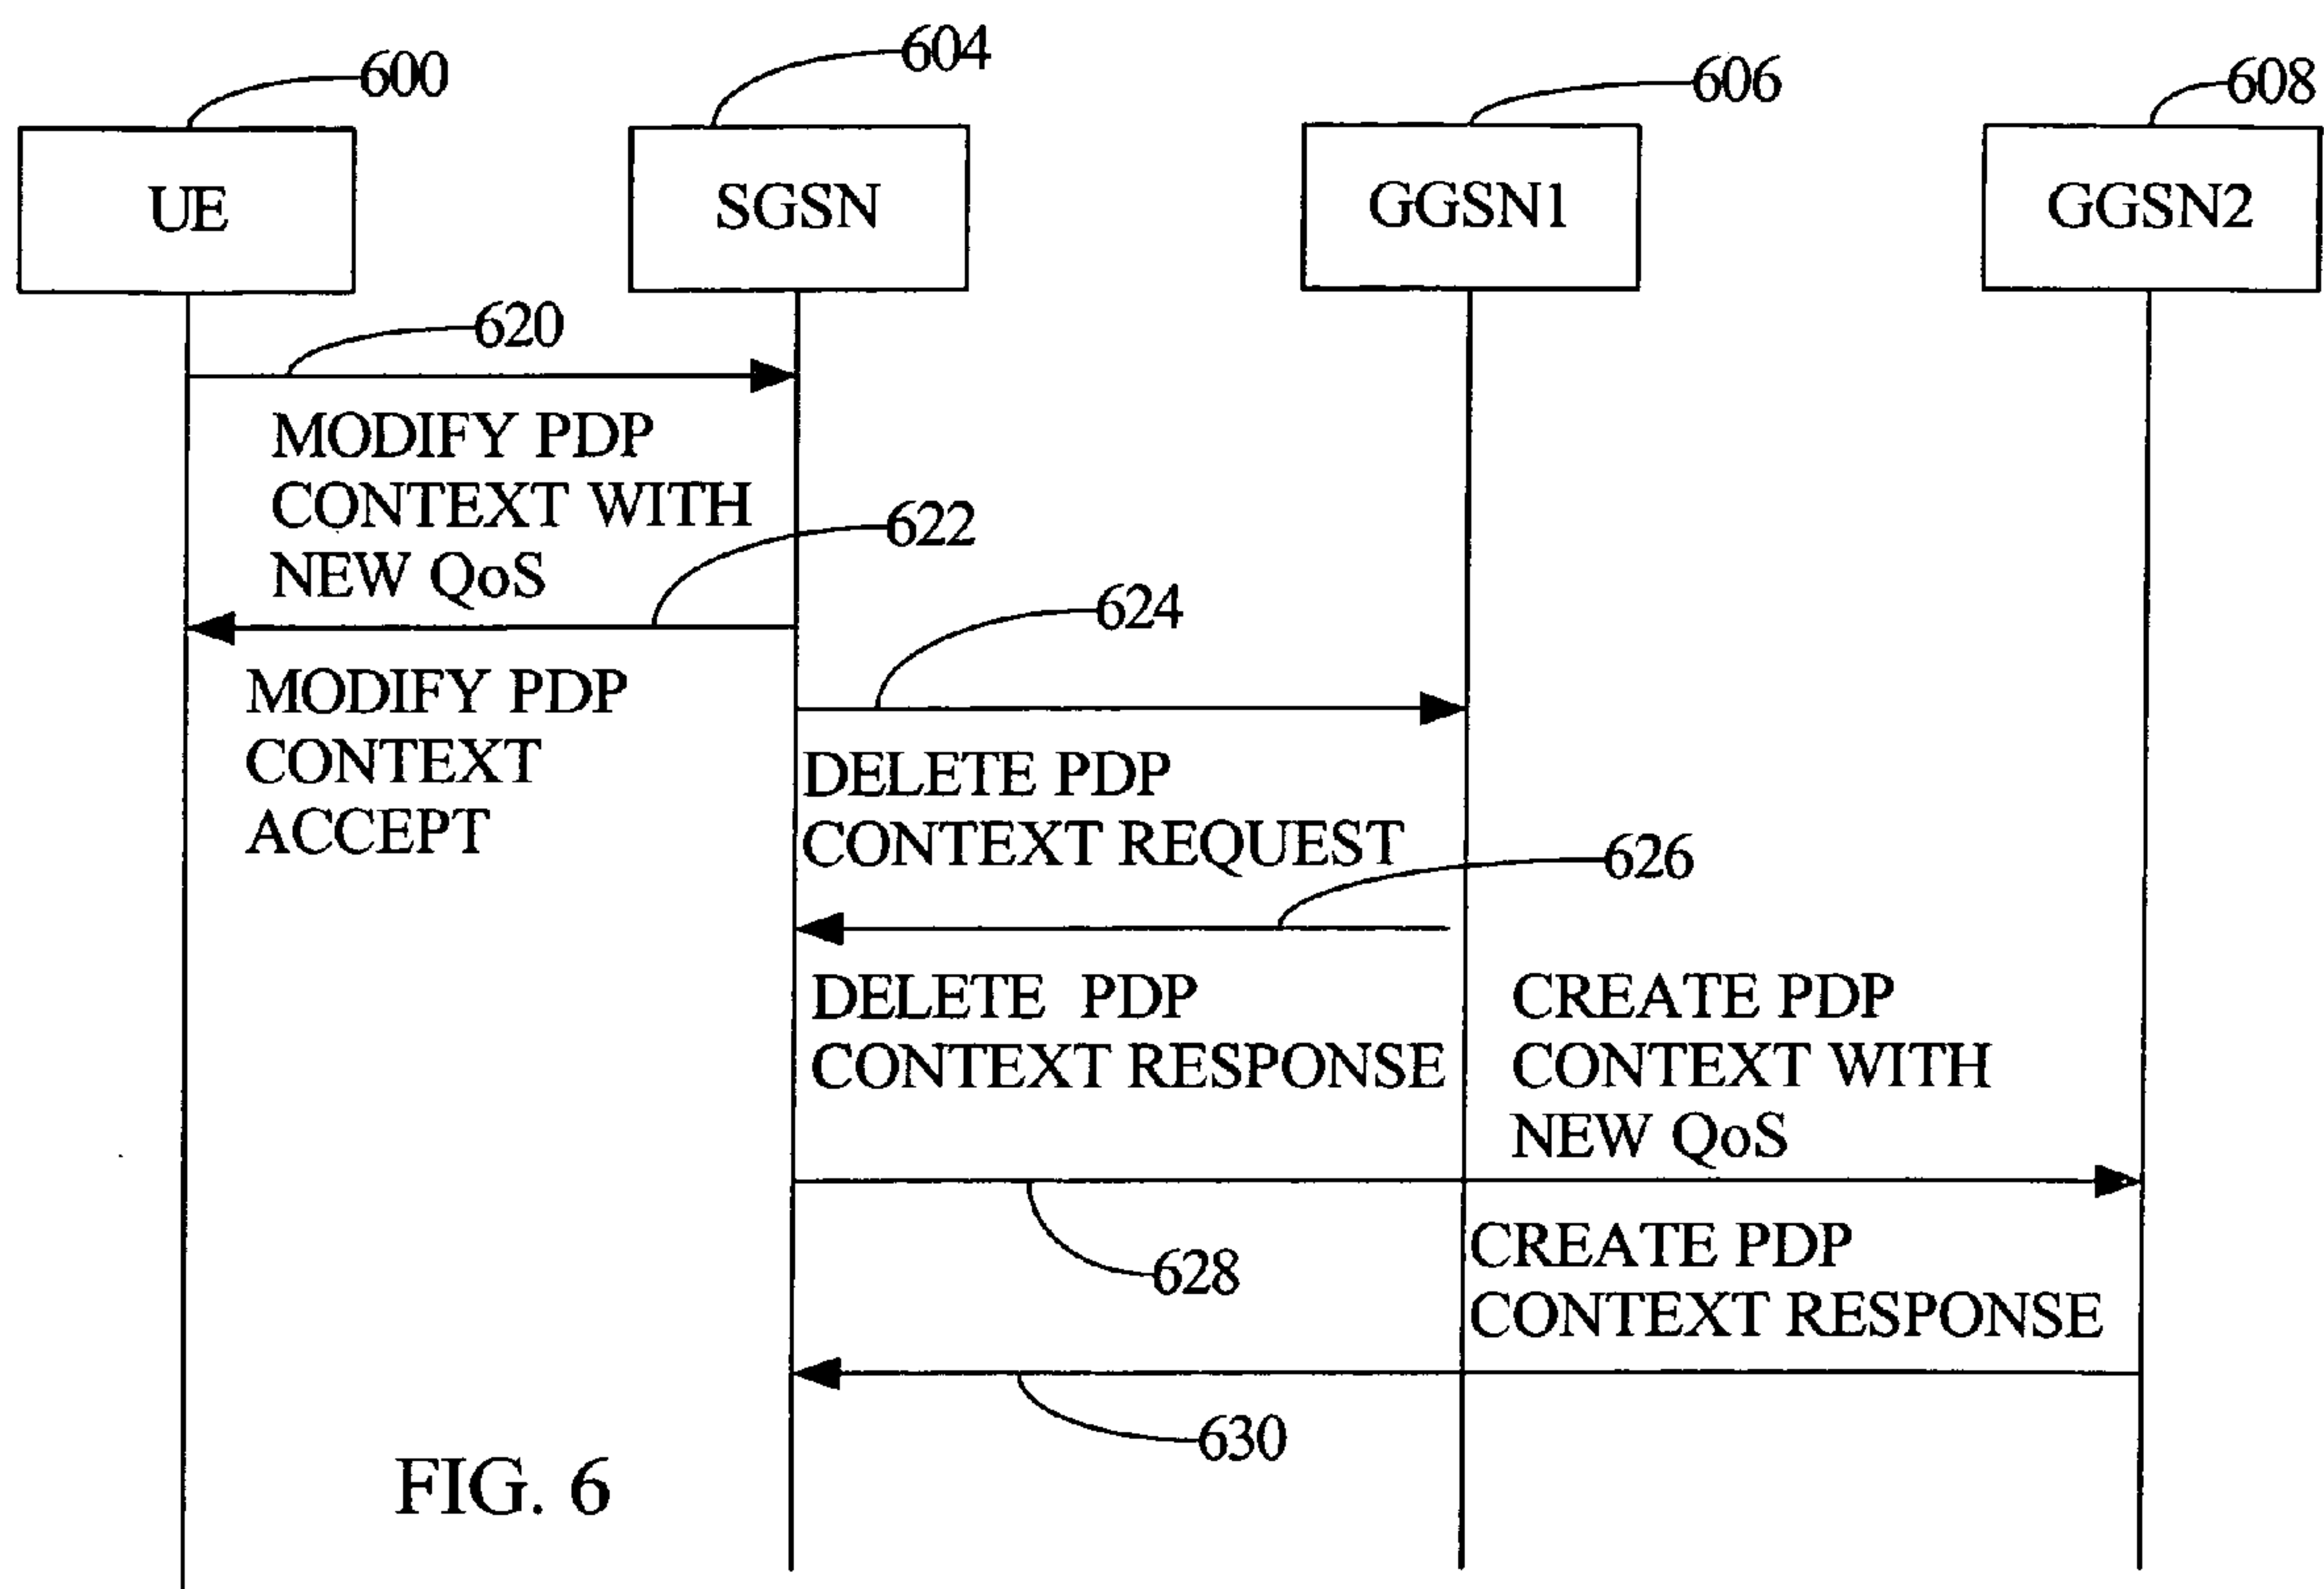 600
604
606
608
UE
SGSN
GGSN1
GGSN2
620
MODIFY PDP
CONTEXT WITH
NEW QoS
622
624
MODIFY PDP
CONTEXT
ACCEPT
DELETE PDP
CONTEXT REQUEST
626
DELETE PDP
CONTEXT RESPONSE
CREATE PDP
CONTEXT WITH
NEW QoS
628
CREATE PDP
CONTEXT RESPONSE
630
FIG. 6